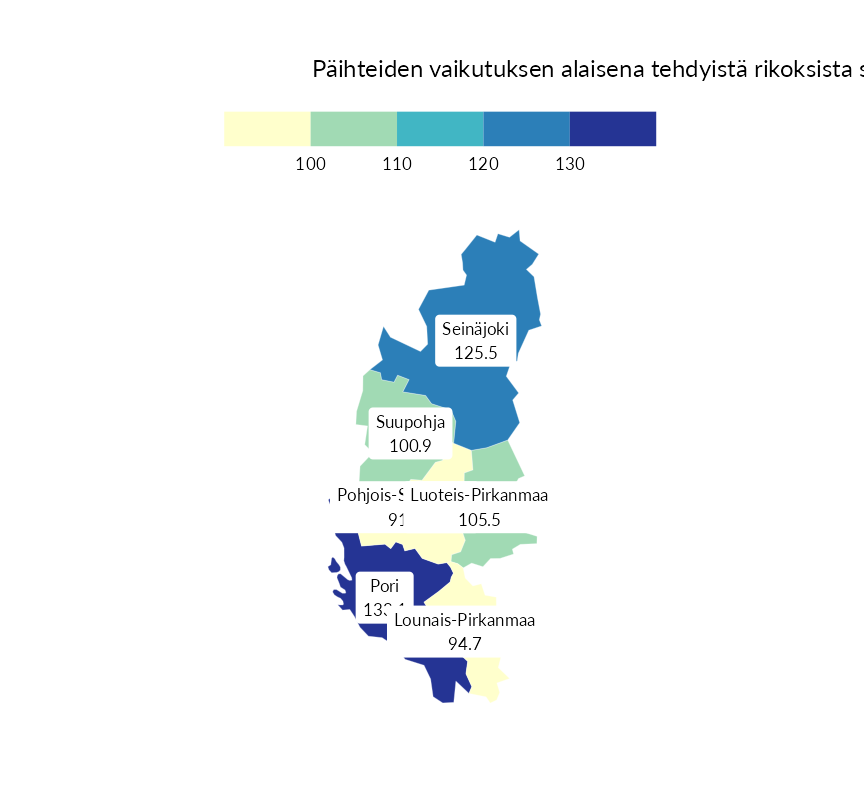 Päihteiden vaikutuksen alaisena tehdyistä rikoksista
100 110 120 130
Seinäjoki
125.5
Suupohja
100.9
Luoteis-Pirkanmaa
105.5
Pori
Lounais-Pirkanmaa
94.7